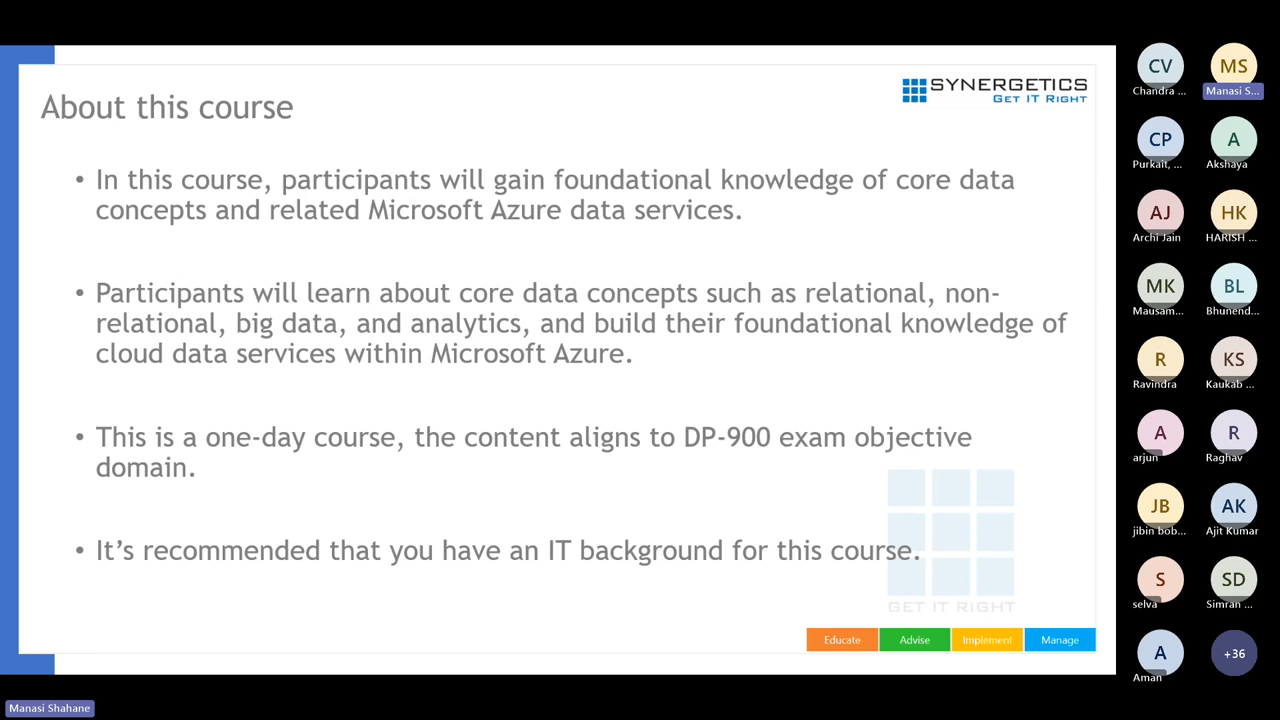 About this course
SYNERGETICS
GET IT RIGHT
• In this course, participants will gain foundational knowledge of core data
concepts and related Microsoft Azure data services.
• Participants will learn about core data concepts such as relational, non-
relational, big data, and analytics, and build their foundational knowledge of
cloud data services within Microsoft Azure.
• This is a one-day course, the content aligns to DP-900 exam objective
domain.
• It’s recommended that you have an IT background for this course.
GET IT RIGHT
Educate Advise Implement Manage
CV MS
Chandra ... Manasi S...
CP A
Purkait, ... Akshaya
AJ HK
Archi Jain HARISH ...
MK BL
Mausam... Bhunend...
R KS
Ravindra Kaukab ...
A R
arjun Raghav
JB AK
jibin bob... Ajit Kumar
S SD
selva Simran ...
A +36
Aman
Manasi Shahane